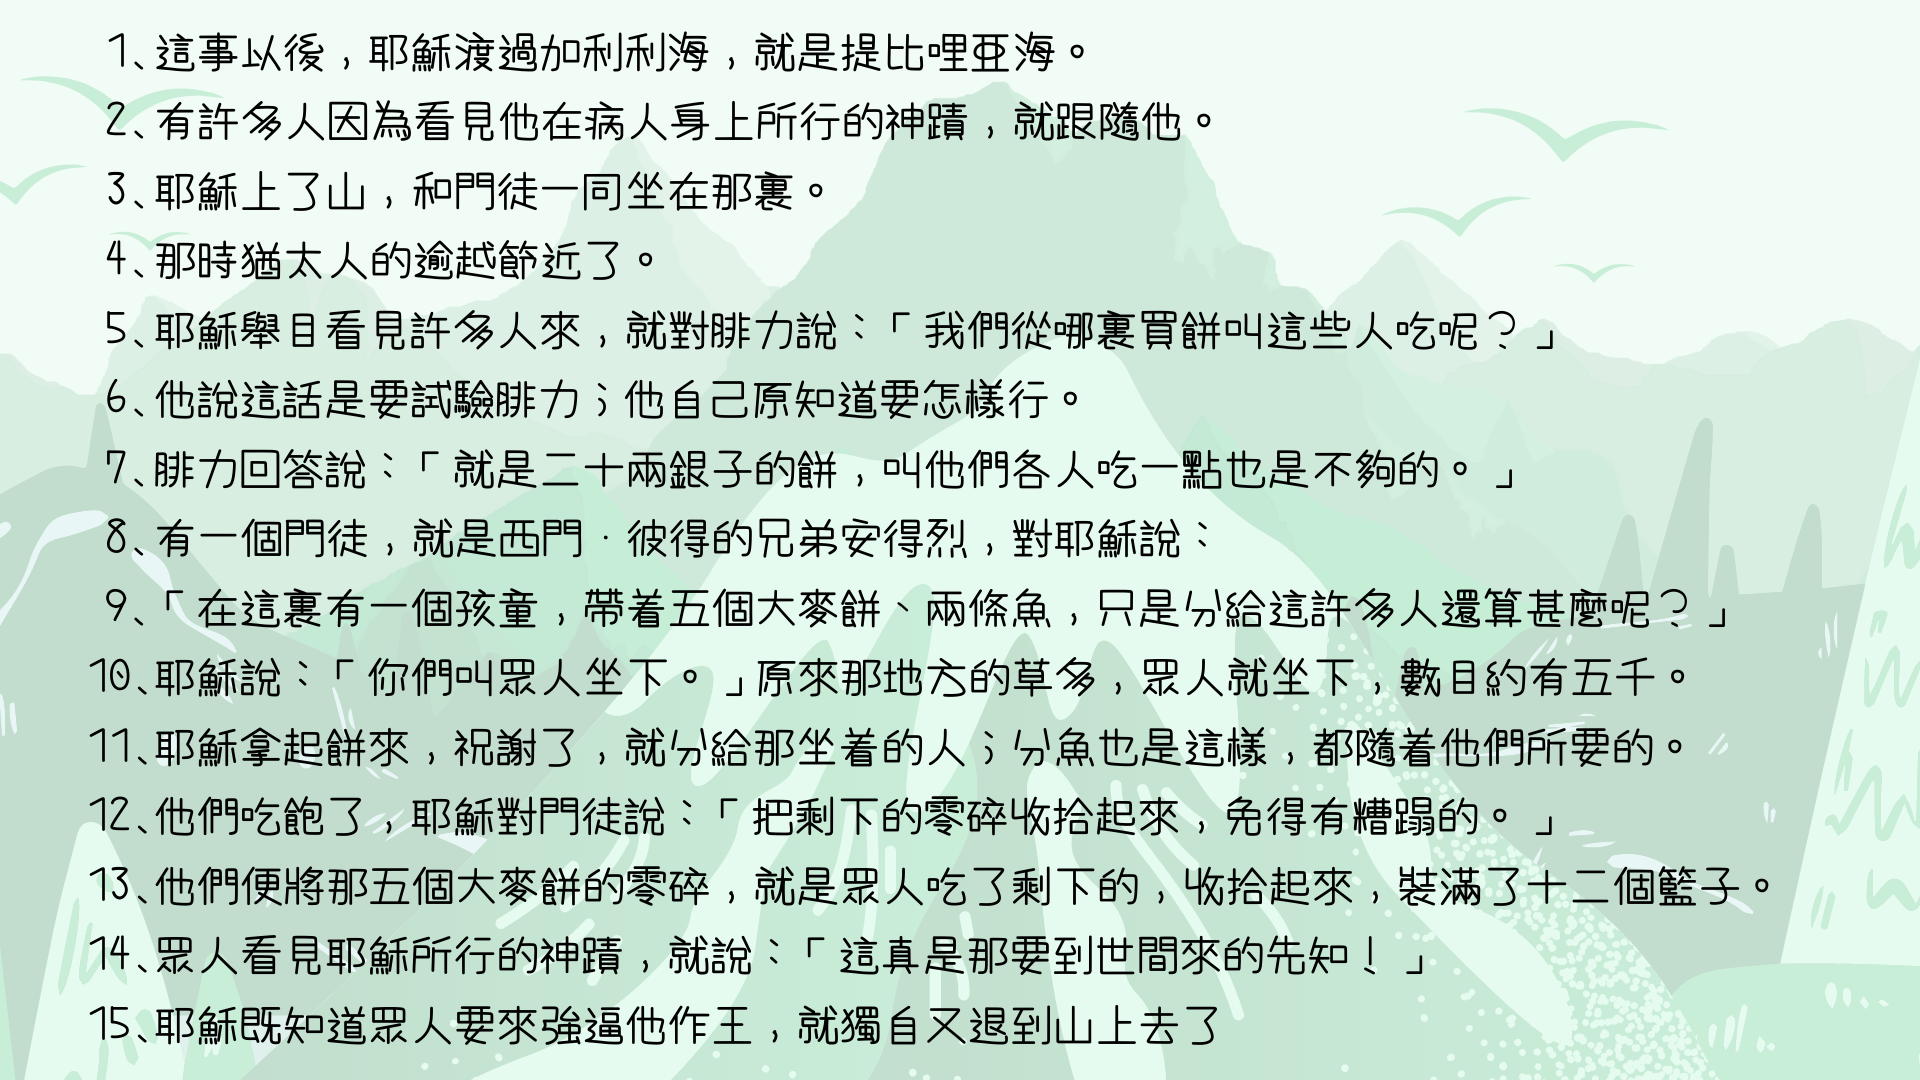 1、這事以後，耶穌渡過加利利海，就是提比哩亞海。
2、有許多人因為看見他在病人身上所行的神蹟，就跟隨他。
3、耶穌上了山，和門徒一同坐在那裏。
4、那時猶太人的逾越節近了。
5、耶穌舉目看見許多人來，就對腓力說：「我們從哪裏買餅叫這些人吃呢？」
6、他說這話是要試驗腓力；他自己原知道要怎樣行。
7、腓力回答說：「就是二十兩銀子的餅，叫他們各人吃一點也是不夠的。」
8、有一個門徒，就是西門·彼得的兄弟安得烈，對耶穌說：
9、「在這裏有一個孩童，帶着五個大麥餅、兩條魚，只是分給這許多人還算甚麼呢？」
10、耶穌說：「你們叫眾人坐下。」原來那地方的草多，眾人就坐下，數目約有五千。
11、耶穌拿起餅來，祝謝了，就分給那坐着的人；分魚也是這樣，都隨着他們所要的。
12、他們吃飽了，耶穌對門徒說：「把剩下的零碎收拾起來，免得有糟蹋的。」
13、他們便將那五個大麥餅的零碎，就是眾人吃了剩下的，收拾起來，裝滿了十二個籃子。
14、眾人看見耶穌所行的神蹟，就說：「這真是那要到世間來的先知！」
15、耶穌既知道眾人要來強逼他作王，就獨自又退到山上去了